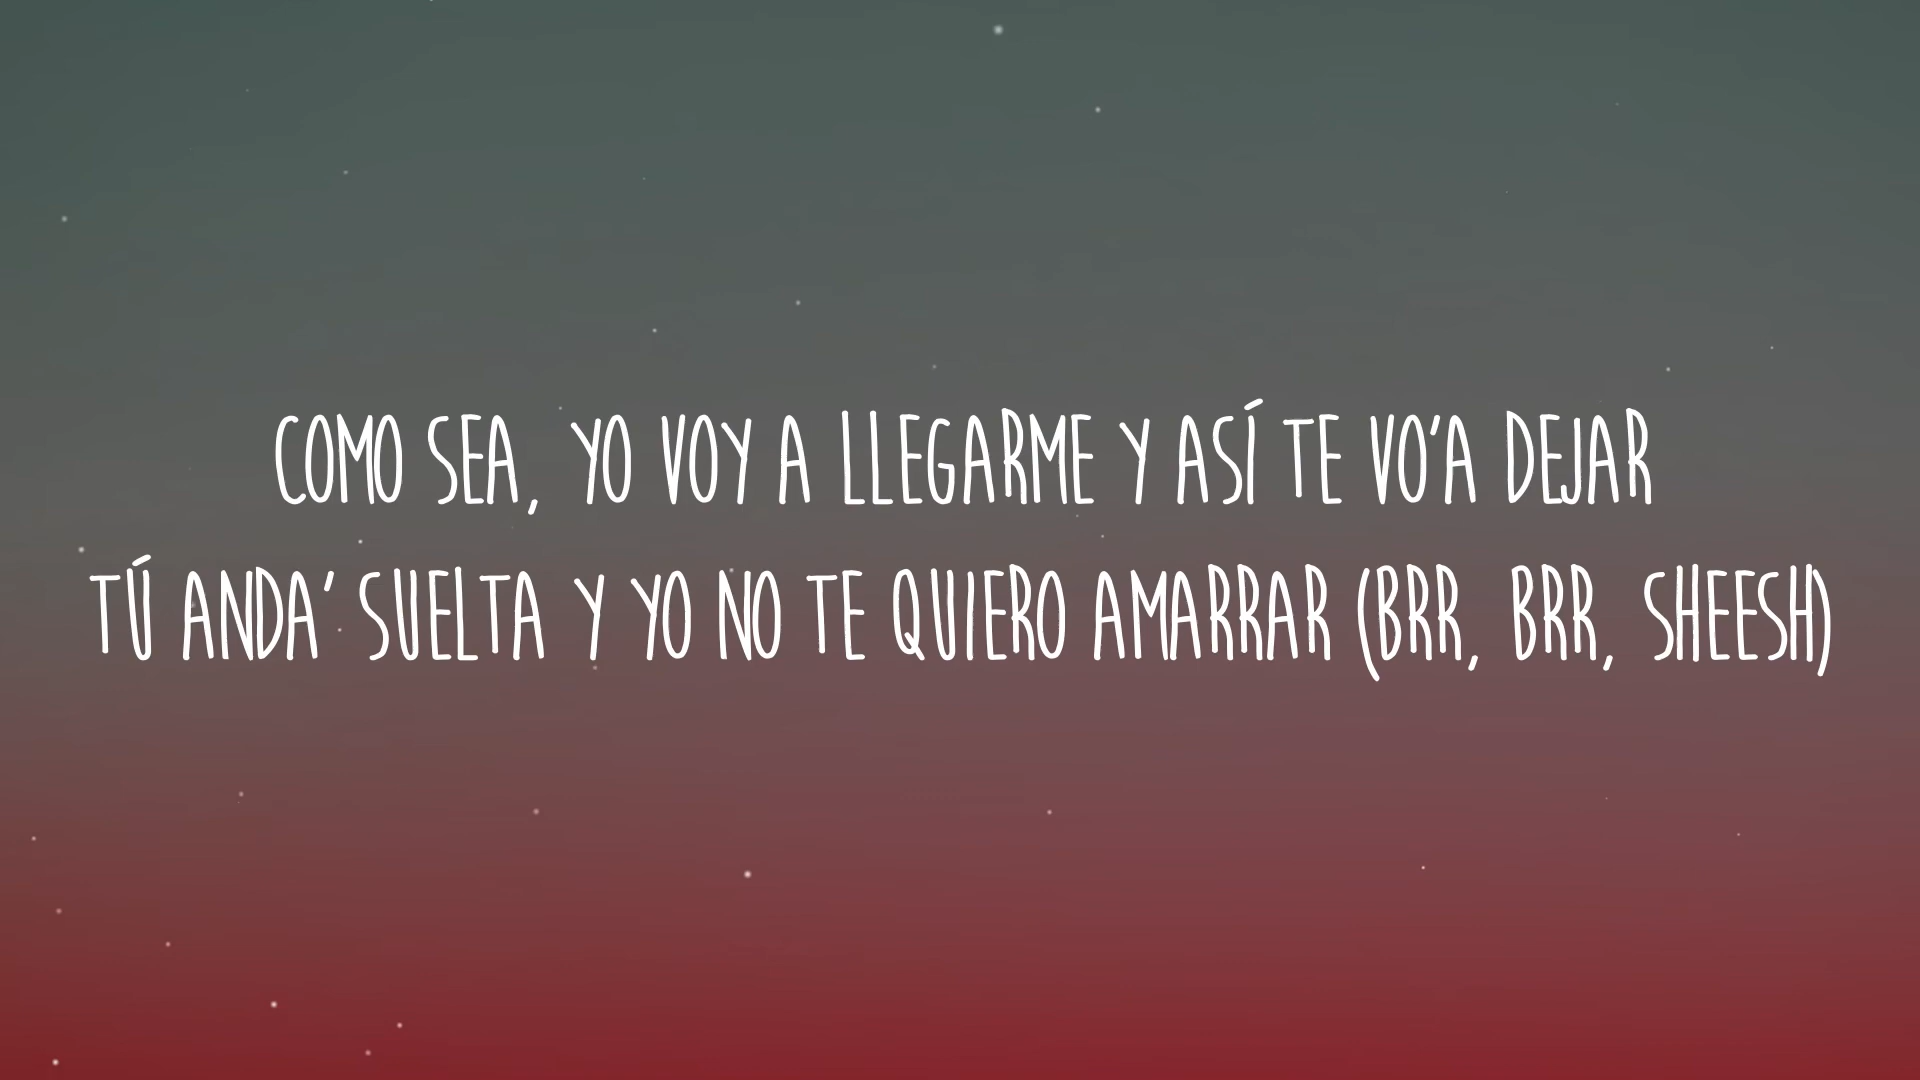 COMO SEA, YO VOY A LLEGARME Y ASÍ TE VO'A DEJAR
TÚ ANDA' SUELTA Y YO NO TE QUIERO AMARRAR (BRR, BRR, SHEESH)